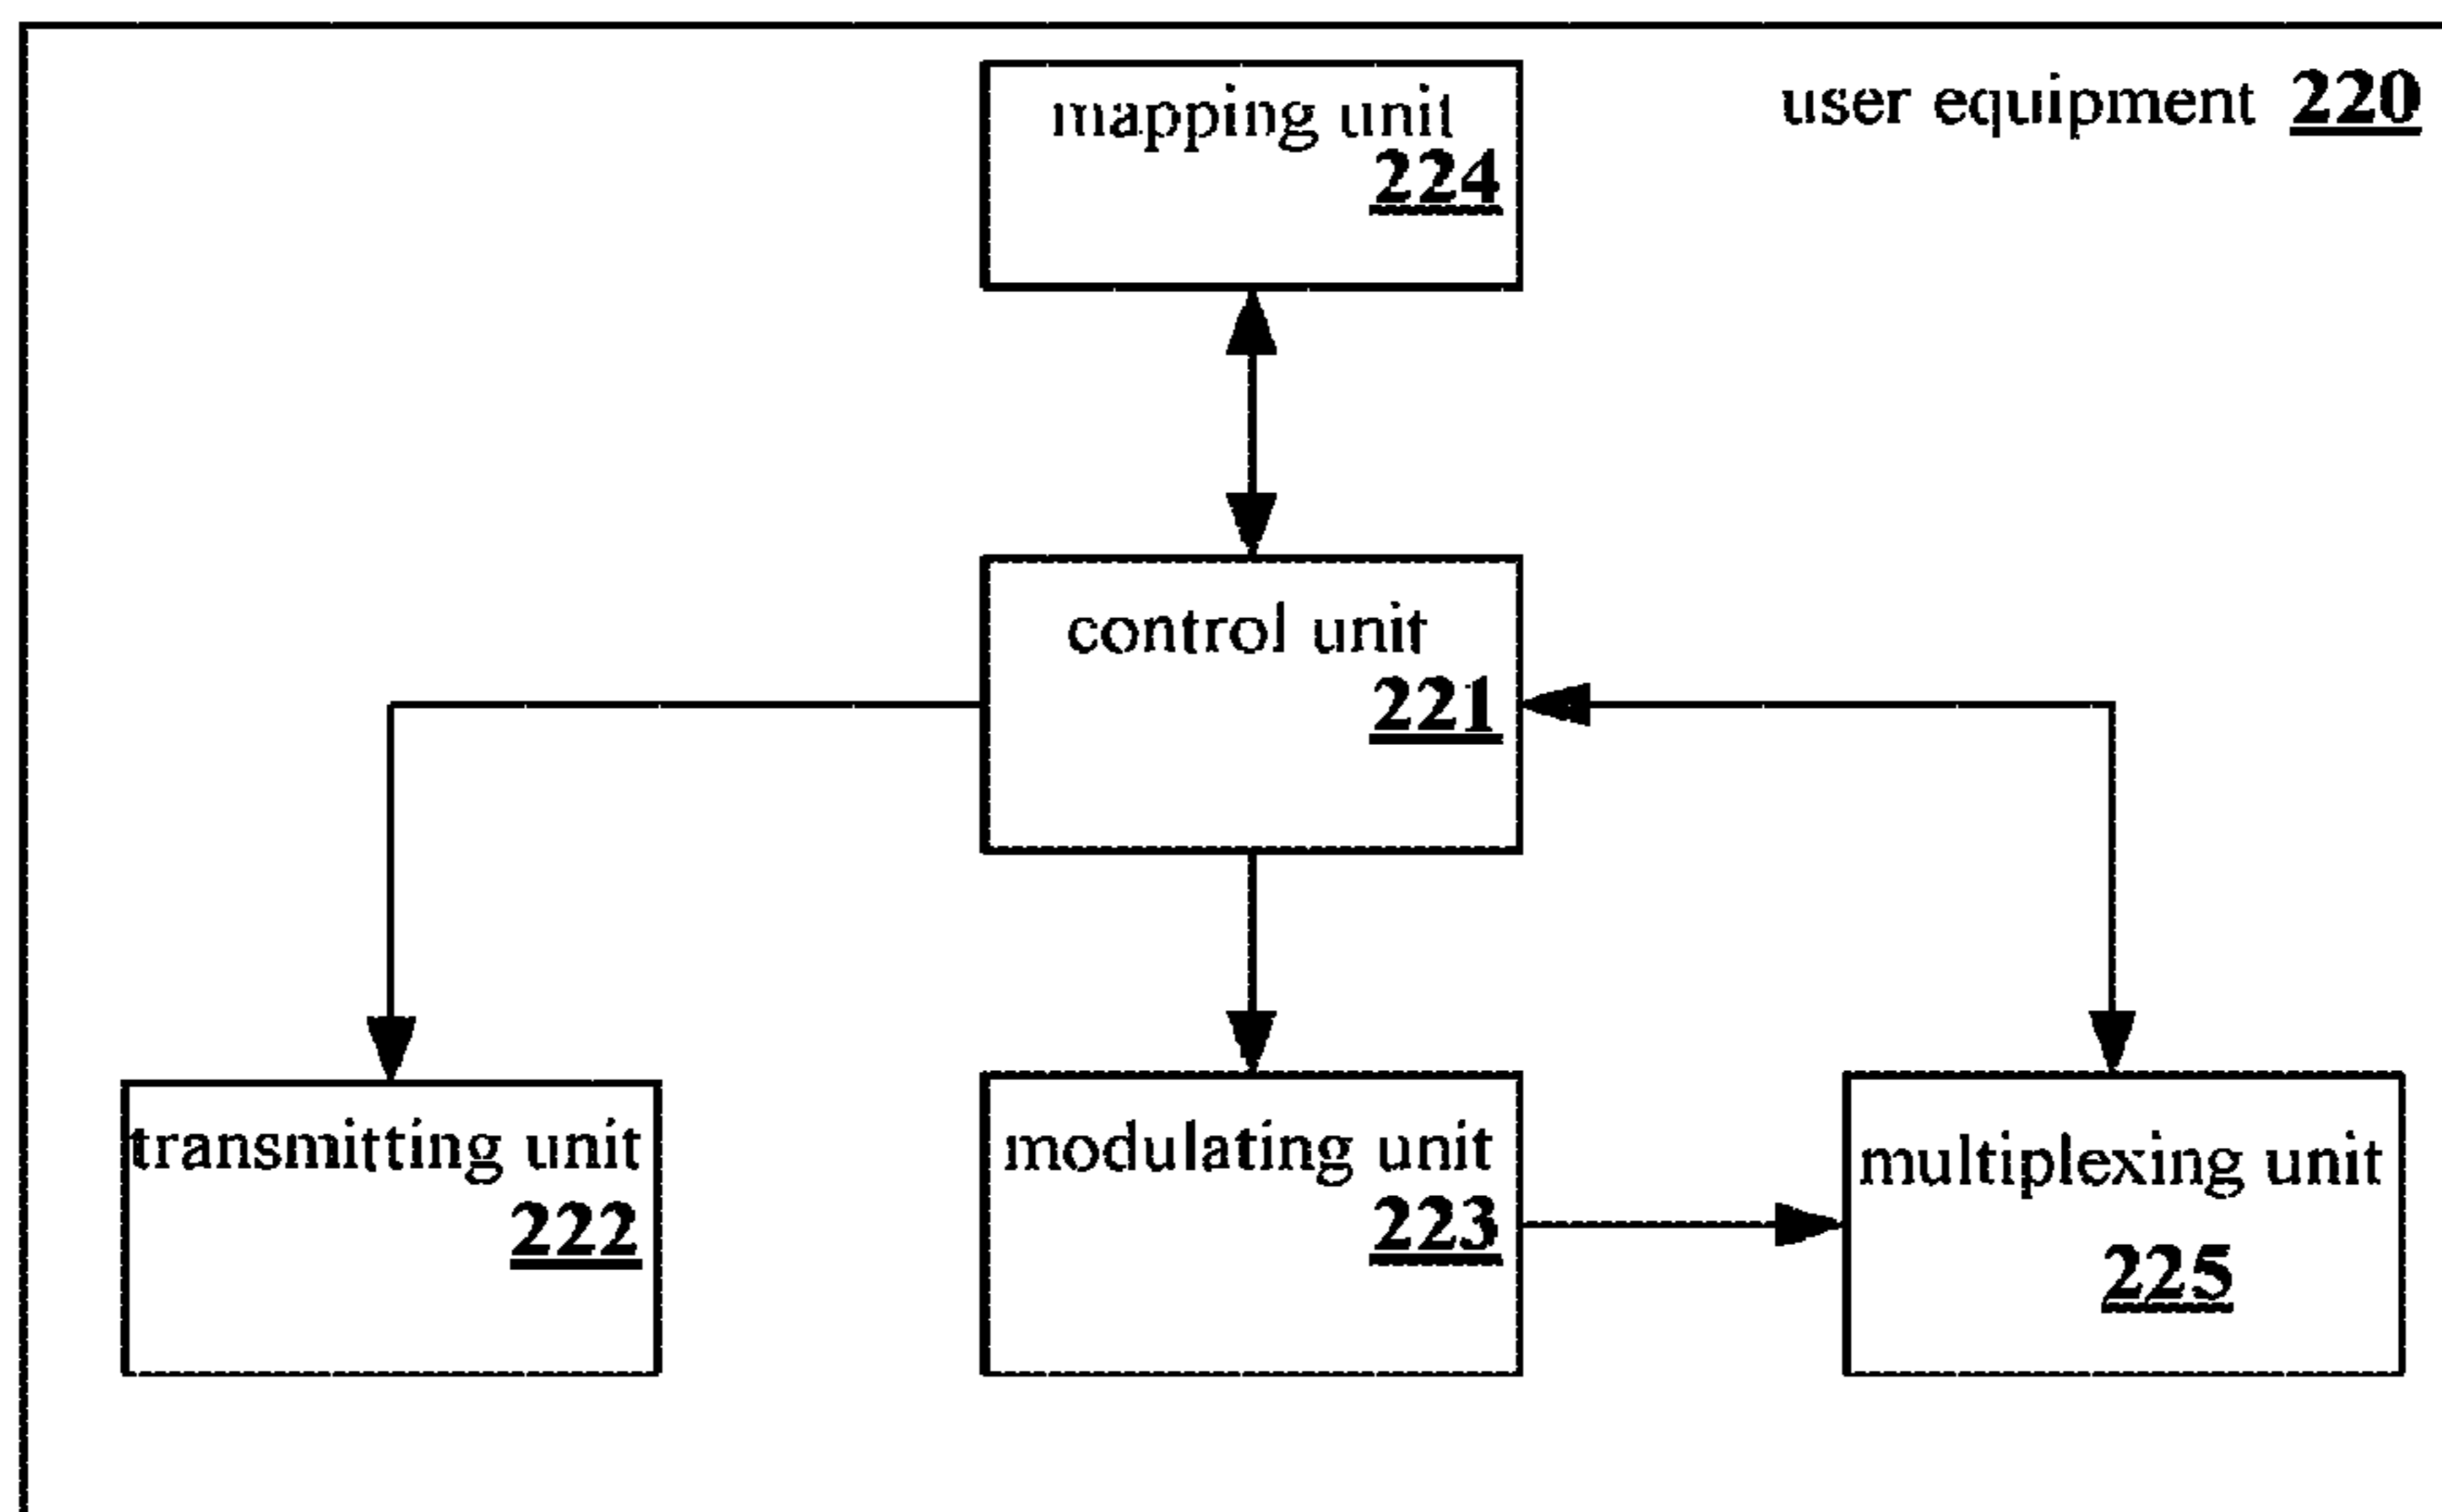 user equipment 220
mapping unit
224
control unit
221
transmitting unit
222
modulating unit
223
multiplexing unit
225